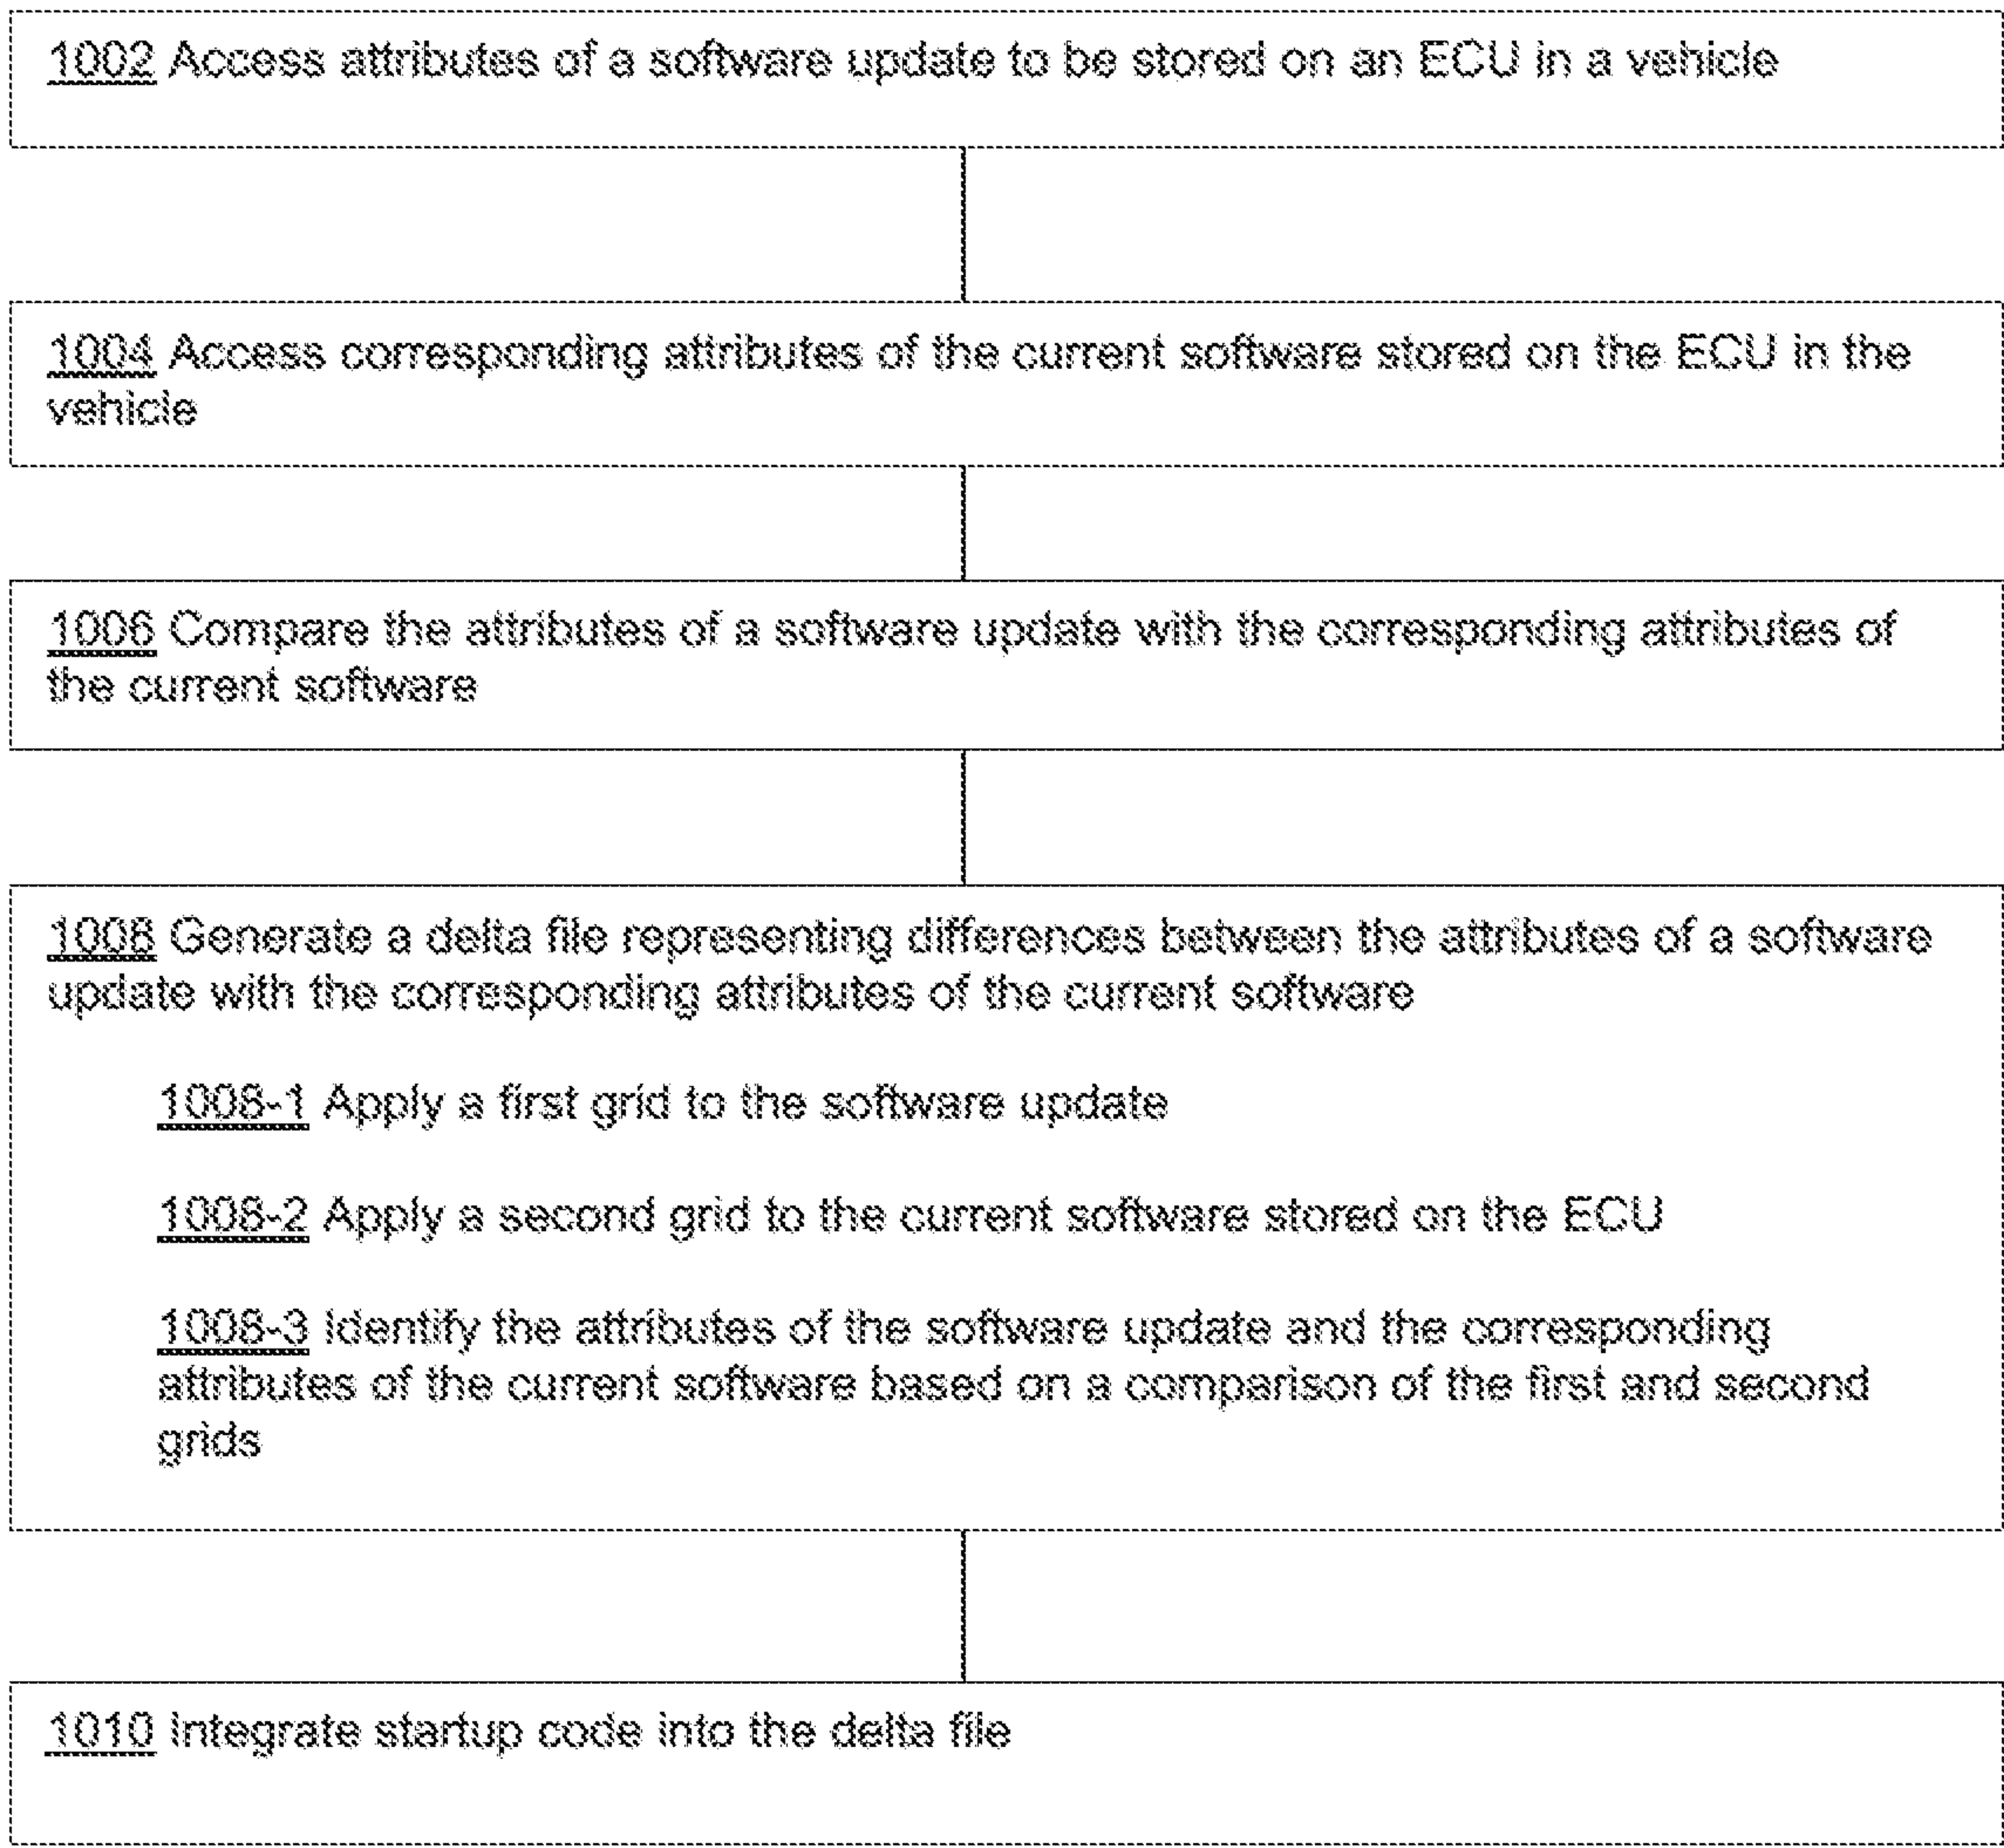 1002 Access attributes of a software update to be stored on an ECU in a vehicle
1004 Access corresponding attributes of the current software stored on the ECU in the
vehicle
1006 Compare the attributes of a software update with the corresponding attributes of
the current software
1008 Generate a delta file representing differences between the attributes of a software
update with the corresponding attributes of the current software
1008-1 Apply a first grid to the software update
1008-2 Apply a second grid to the current software stored on the ECU
1008-3 Identify the attributes of the software update and the corresponding
attributes of the current software based on a comparison of the first and second
grids
1010 Integrate startup code into the delta file